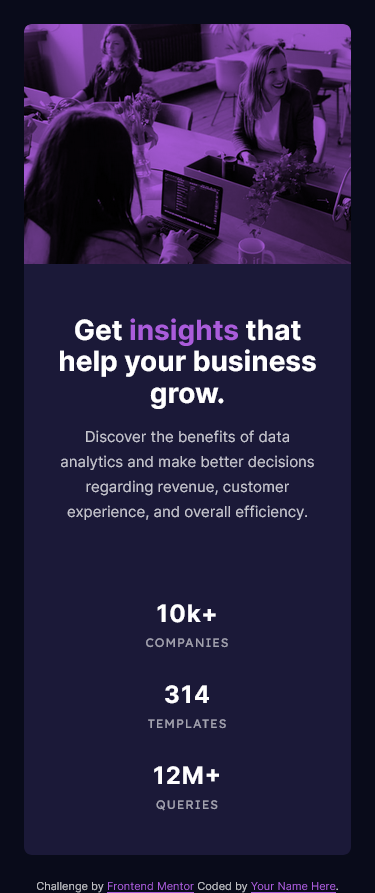 Get insights that
help your business
grow.
Discover the benefits of data
analytics and make better decisions
regarding revenue, customer
experience, and overall efficiency.
10k+
COMPANIES
314
TEMPLATES
12M+
QUERIES
Challenge by Frontend Mentor Coded by Your Name Here.